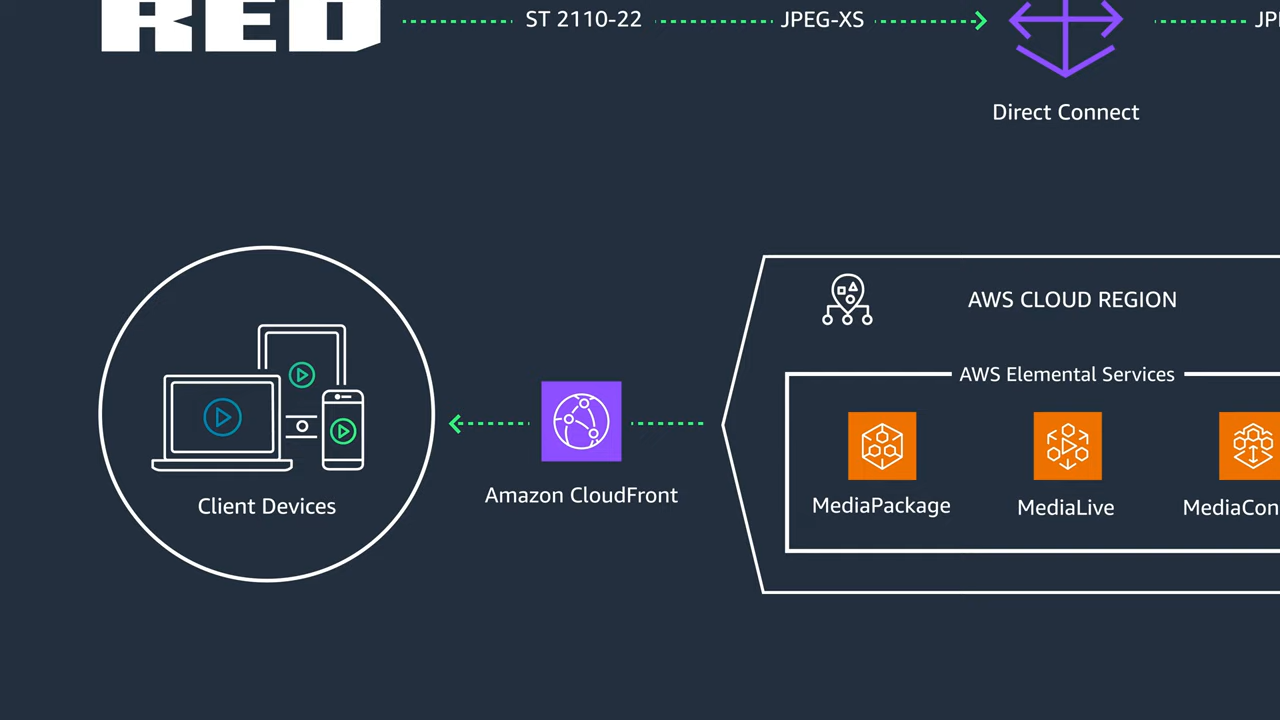 RED
ST 2110-22
JPEG-XS
Direct Connect
AWS CLOUD REGION
AWS Elemental Services
MediaPackage
MediaLive
Client Devices
Amazon CloudFront